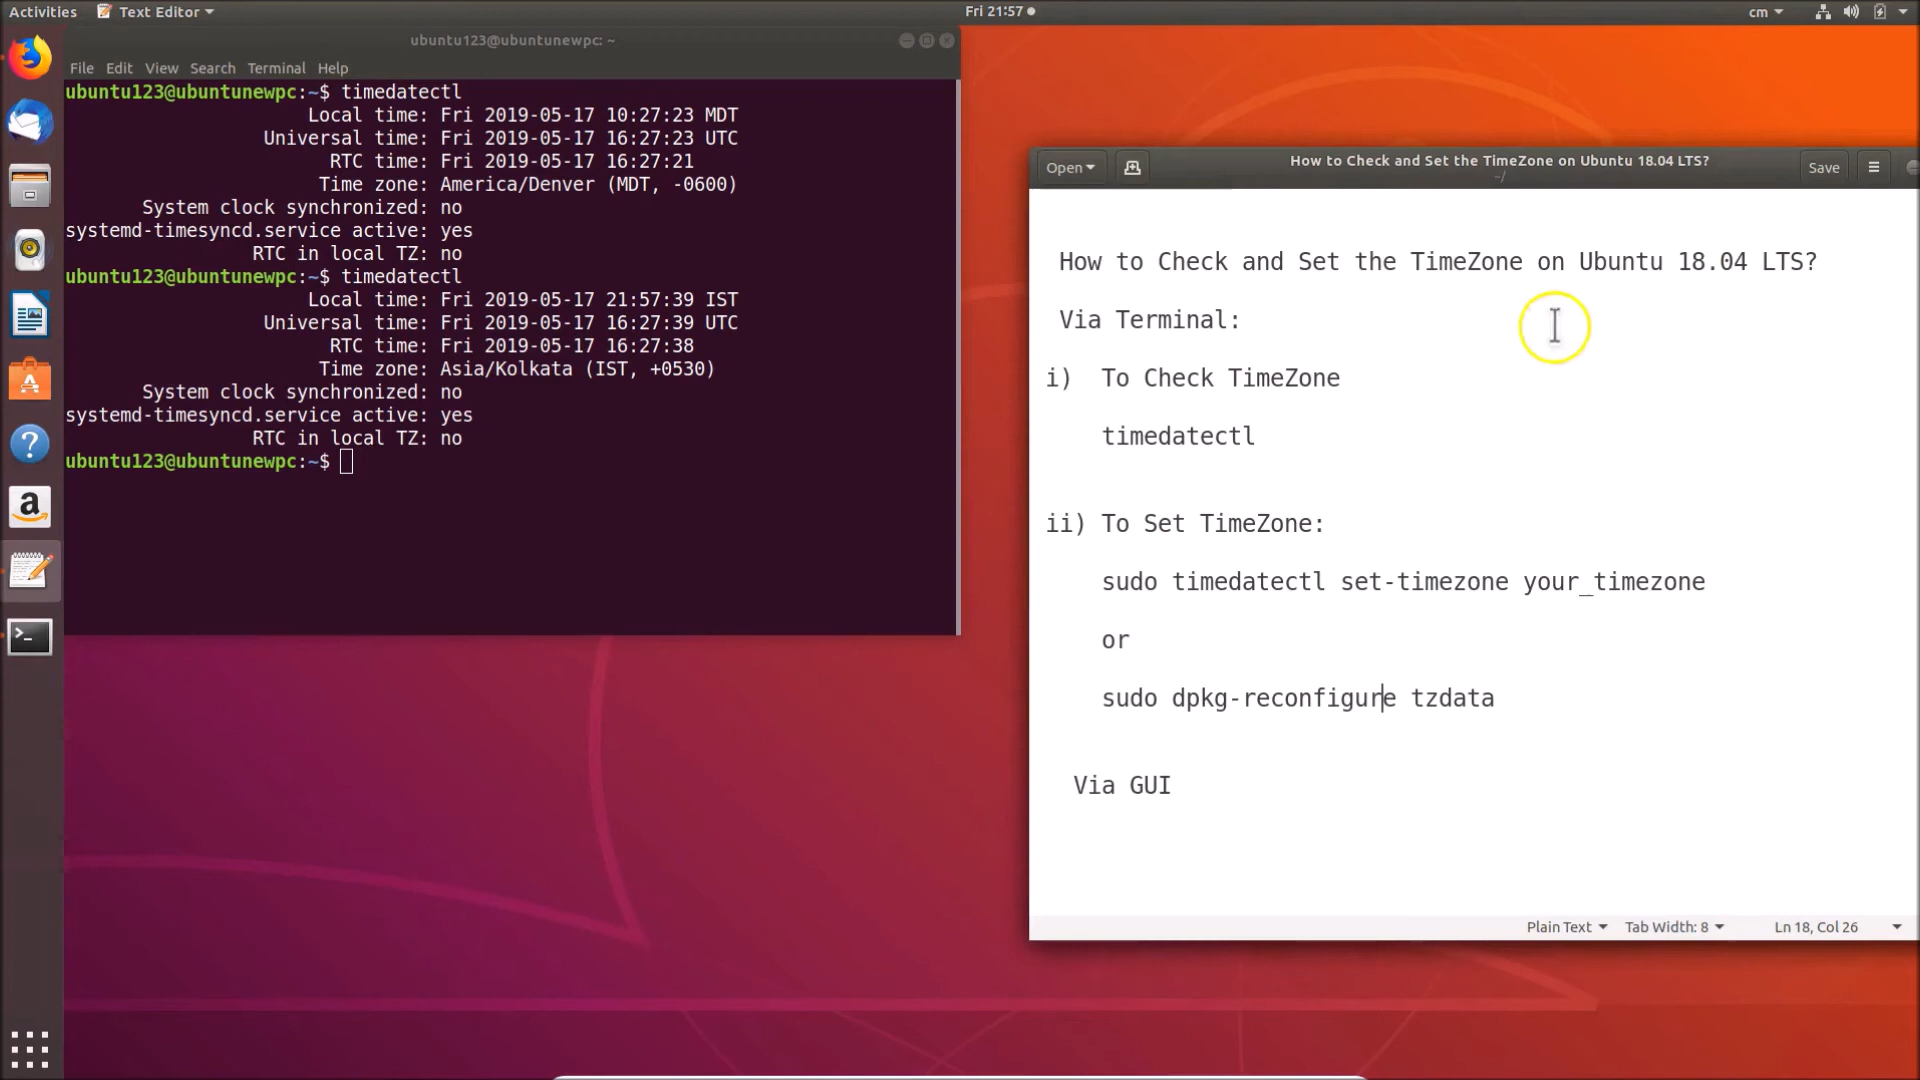 Activities
Text Editor
Fri 21:57
cm
ubuntu123@ubuntunewpc: ~
File Edit View Search Terminal Help
ubuntu123@ubuntunewpc:~$ timedatectl
Local time: Fri 2019-05-17 10:27:23 MDT
Universal time: Fri 2019-05-17 16:27:23 UTC
RTC time: Fri 2019-05-17 16:27:21
Time zone: America/Denver (MDT, -0600)
System clock synchronized: no
systemd-timesyncd.service active: yes
RTC in local TZ: no
ubuntu123@ubuntunewpc:~$ timedatectl
Local time: Fri 2019-05-17 21:57:39 IST
Universal time: Fri 2019-05-17 16:27:39 UTC
RTC time: Fri 2019-05-17 16:27:38
Time zone: Asia/Kolkata (IST, +0530)
System clock synchronized: no
systemd-timesyncd.service active: yes
RTC in local TZ: no
ubuntu123@ubuntunewpc:~$
Open
How to Check and Set the TimeZone on Ubuntu 18.04 LTS?
~/
Save
How to Check and Set the TimeZone on Ubuntu 18.04 LTS?
Via Terminal:
i) To Check TimeZone
timedatectl
ii) To Set TimeZone:
sudo timedatectl set-timezone your_timezone
or
sudo dpkg-reconfigure tzdata
Via GUI
Plain Text
Tab Width: 8
Ln 18, Col 26